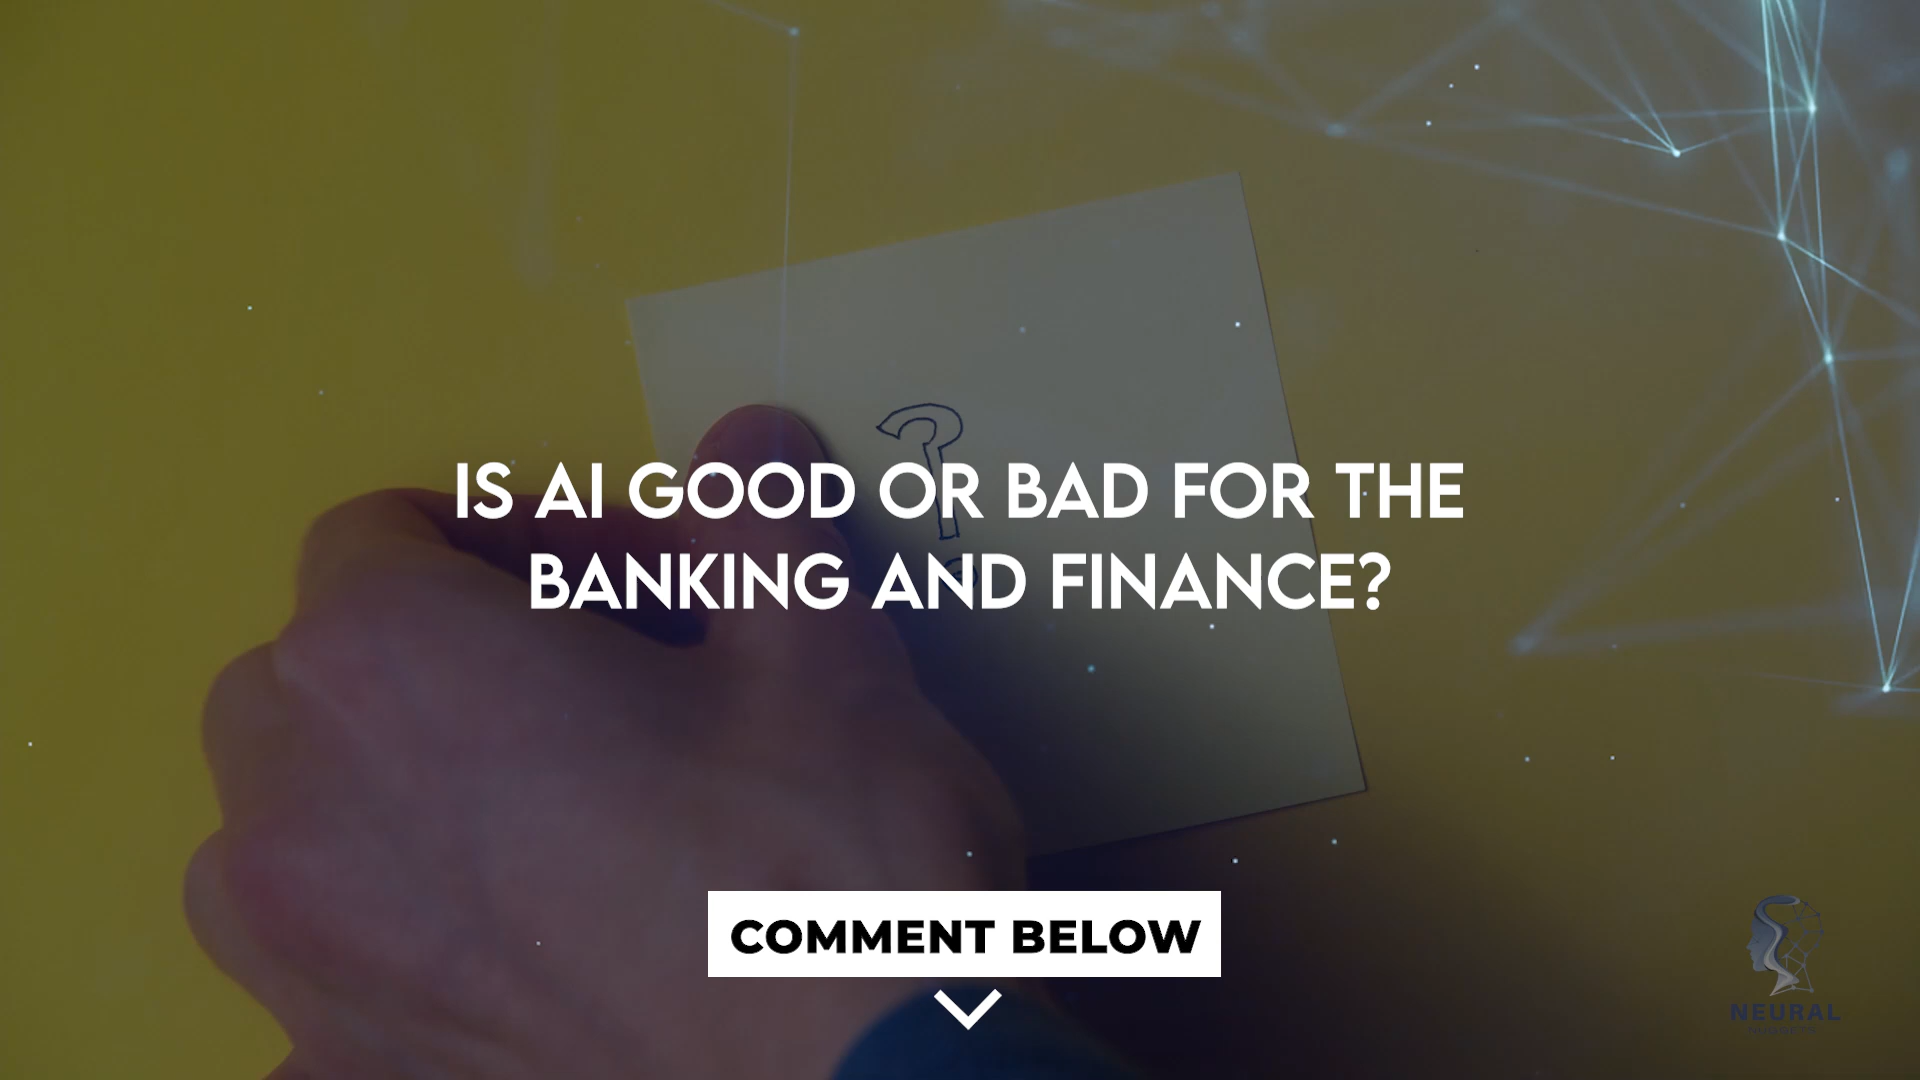 ?
IS AI GOOD OR BAD FOR THE
BANKING AND FINANCE?
COMMENT BELOW
NEURAL